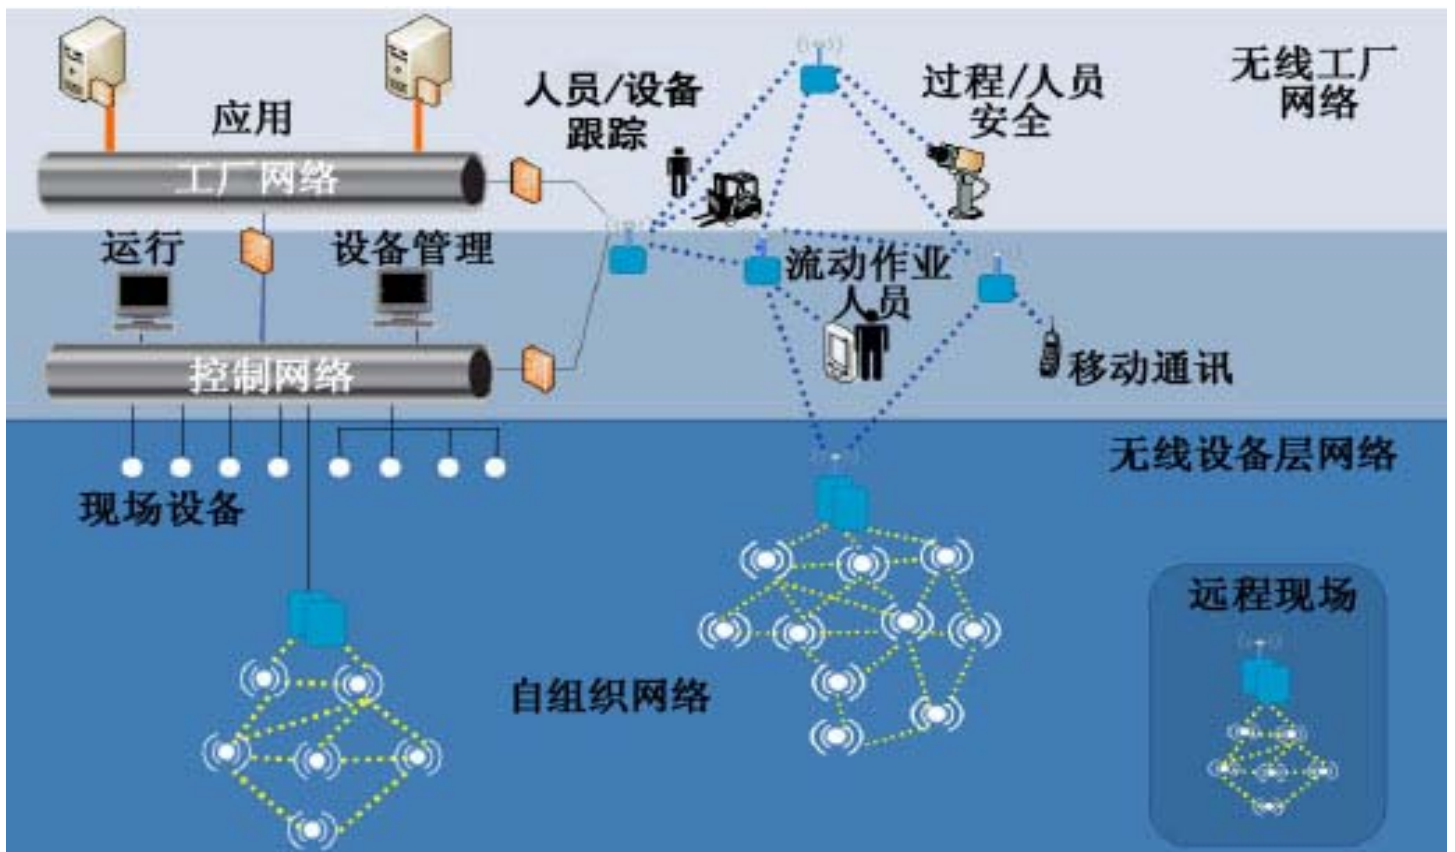 无线工厂
网络
过程/人员
安全
人员/设备
跟踪
应用
工厂网络
运行
设备管理
流动作业
人员
控制网络
移动通讯
无线设备层网络
现场设备
远程现场
自组织网络